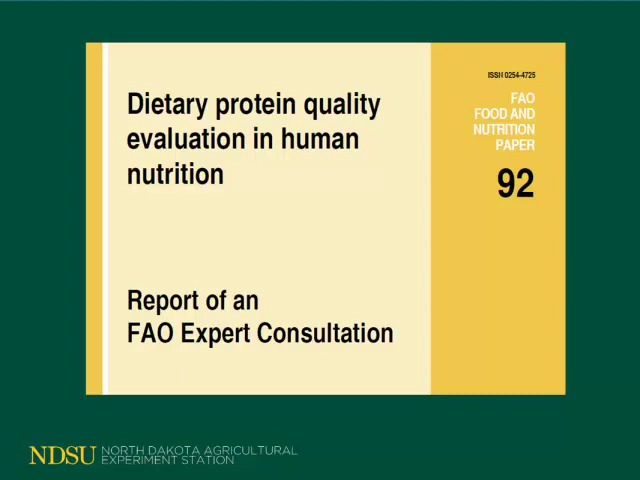 Dietary protein quality
evaluation in human
nutrition
Report of an
FAO Expert Consultation
ISSN 0254-4725
FAO
FOOD AND
NUTRITION
PAPER
92
NDSU NORTH DAKOTA AGRICULTURAL
EXPERIMENT STATION